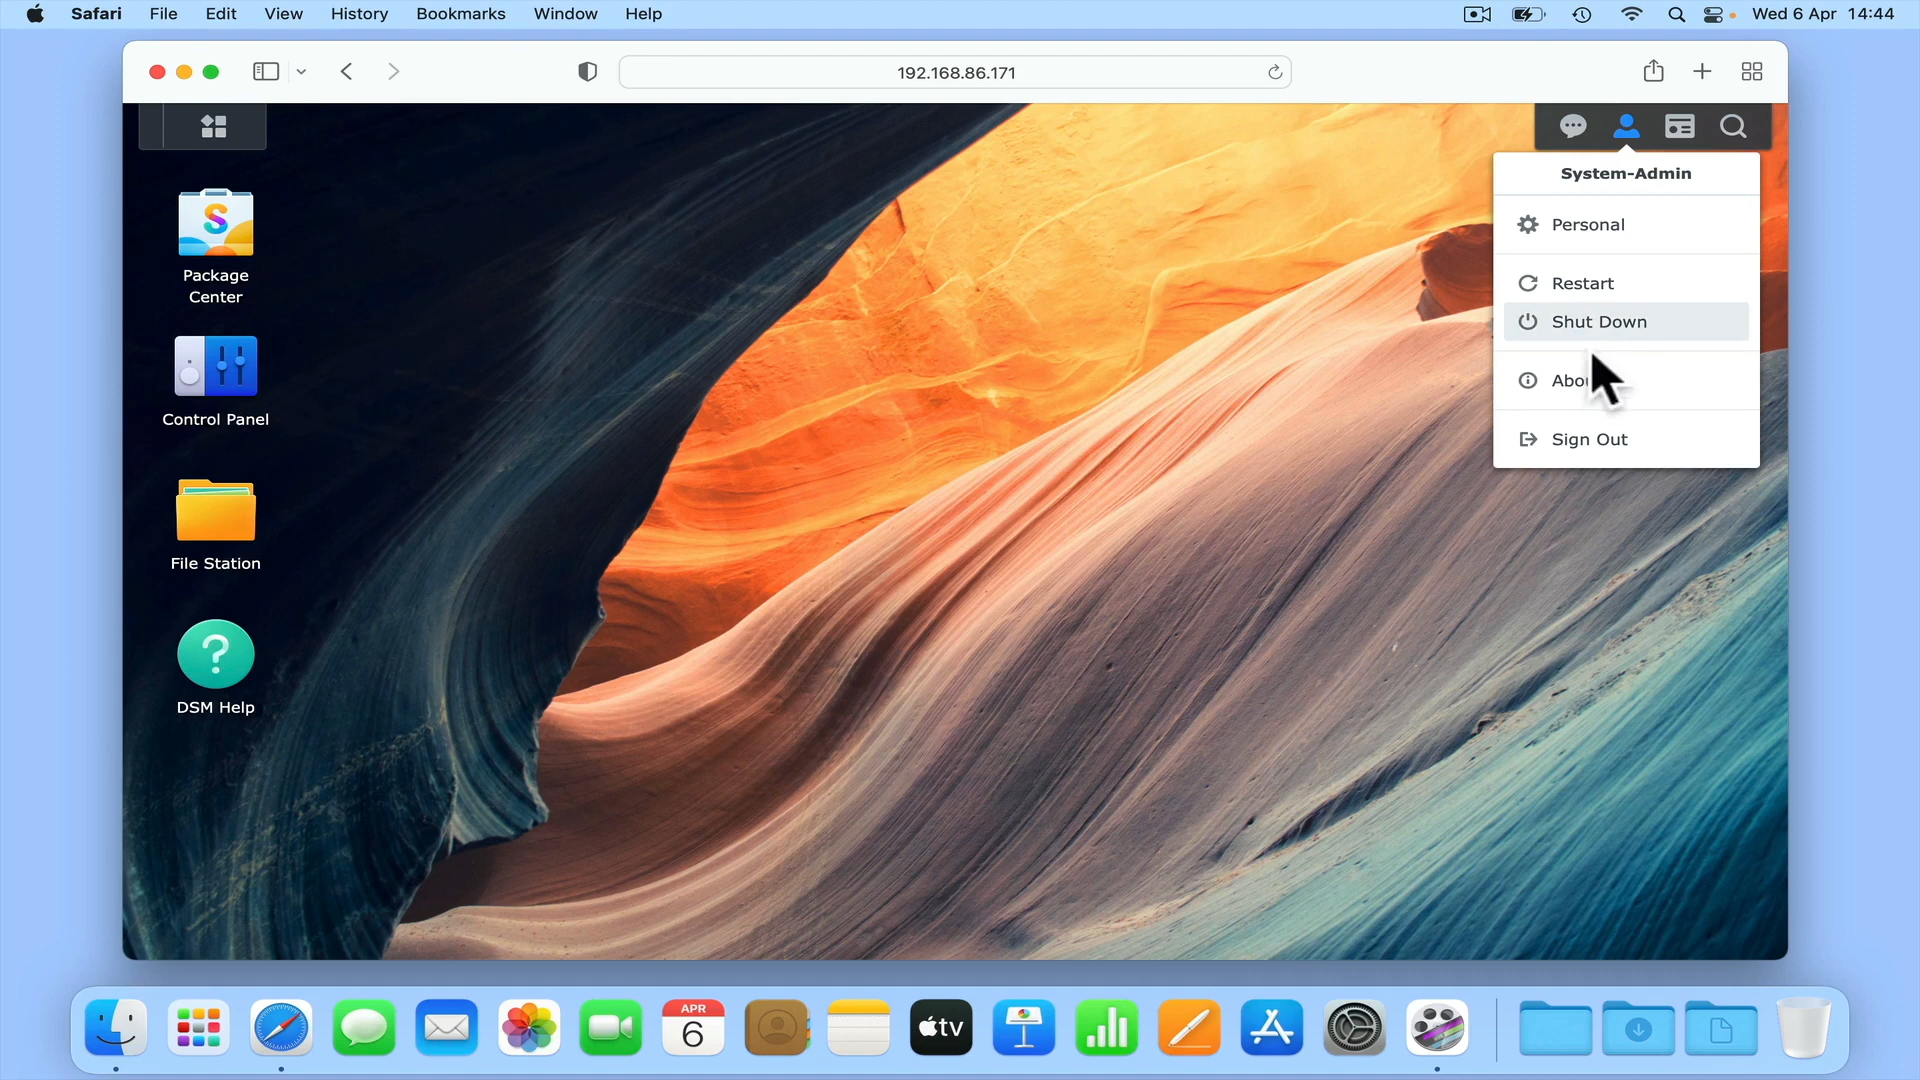 Safari File Edit View History Bookmarks Window Help Wed 6 Apr 14:44
192.168.86.171
System-Admin
Personal
Restart
Shut Down
Sign Out
Package
Center
Control Panel
File Station
?
DSM Help
APR
6
tv